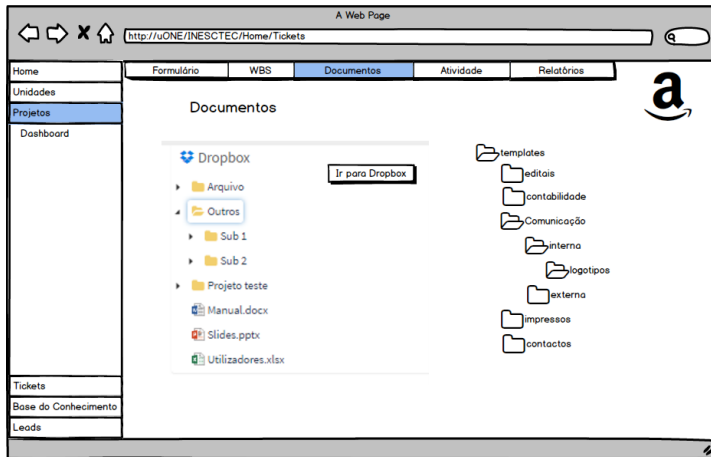 A Web Page
http://uONE/INESCTEC/Home/Tickets
Home
Unidades
Projetos
Dashboard
Tickets
Base do Conhecimento
Leads
Formulário WBS Documentos Atividade Relatórios
a
Documentos
Dropbox
Ir para Dropbox
Arquivo
Outros
Sub 1
Sub 2
Projeto teste
Manual.docx
Slides.pptx
Utilizadores.xlsx
templates
editais
contabilidade
Comunicação
interna
logotipos
externa
impressos
contactos